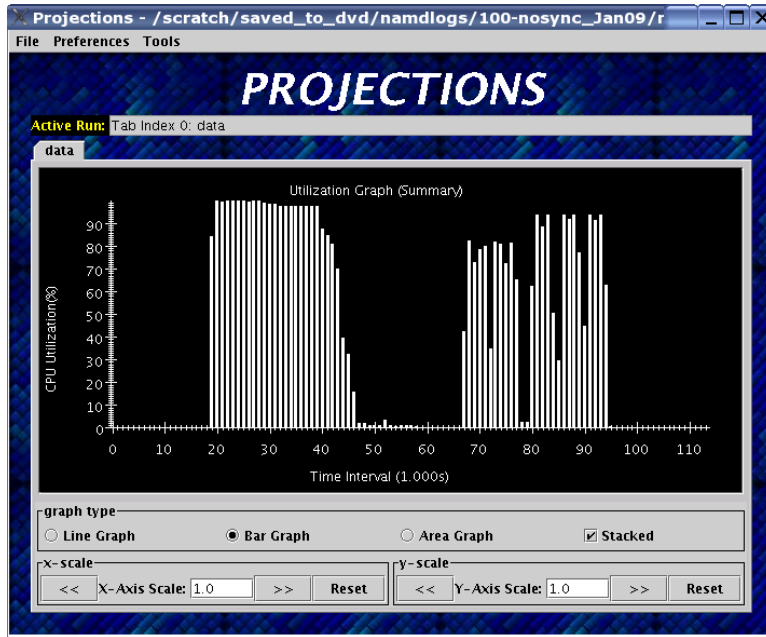 Projections - /scratch/saved_to_dvd/namdlogs/100-nosync_Jan09/r
File Preferences Tools
PROJECTIONS
Active Run: Tab Index 0: data
data
Utilization Graph (Summary)
90
80
70
60
50
40
30
20
10
0
CPU Utilization(%)
0 10 20 30 40 50 60 70 80 90 100 110
Time Interval (1.000s)
graph type
Line Graph Bar Graph Area Graph Stacked
x-scale y-scale
<< X-Axis Scale: 1.0 >> Reset << Y-Axis Scale: 1.0 >> Reset